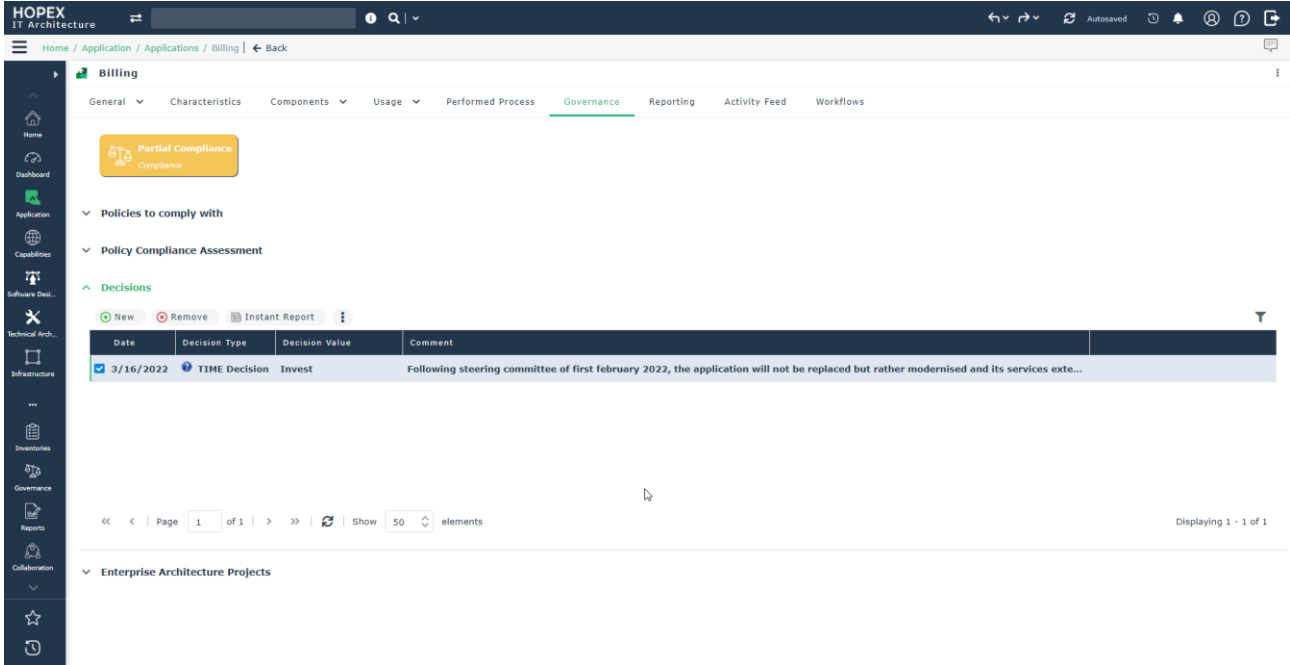 HOPEX
IT Architecture
Autosaved
Home / Application / Applications / Billing | ← Back
Billing
General Characteristics Components Usage Performed Process Governance Reporting Activity Feed Workflows
Home
Dashboard
Application
Capabilities
Software Desi...
Technical Arch...
Infrastructure
...
Inventories
Governance
Reports
Collaboration
Partial Compliance
Compliance
Policies to comply with
Policy Compliance Assessment
Decisions
New Remove Instant Report
Date Decision Type Decision Value Comment
3/16/2022 TIME Decision Invest Following steering committee of first february 2022, the application will not be replaced but rather modernised and its services exte...
<< < | Page 1 of 1 | > >> | Show 50 elements Displaying 1 - 1 of 1
Enterprise Architecture Projects